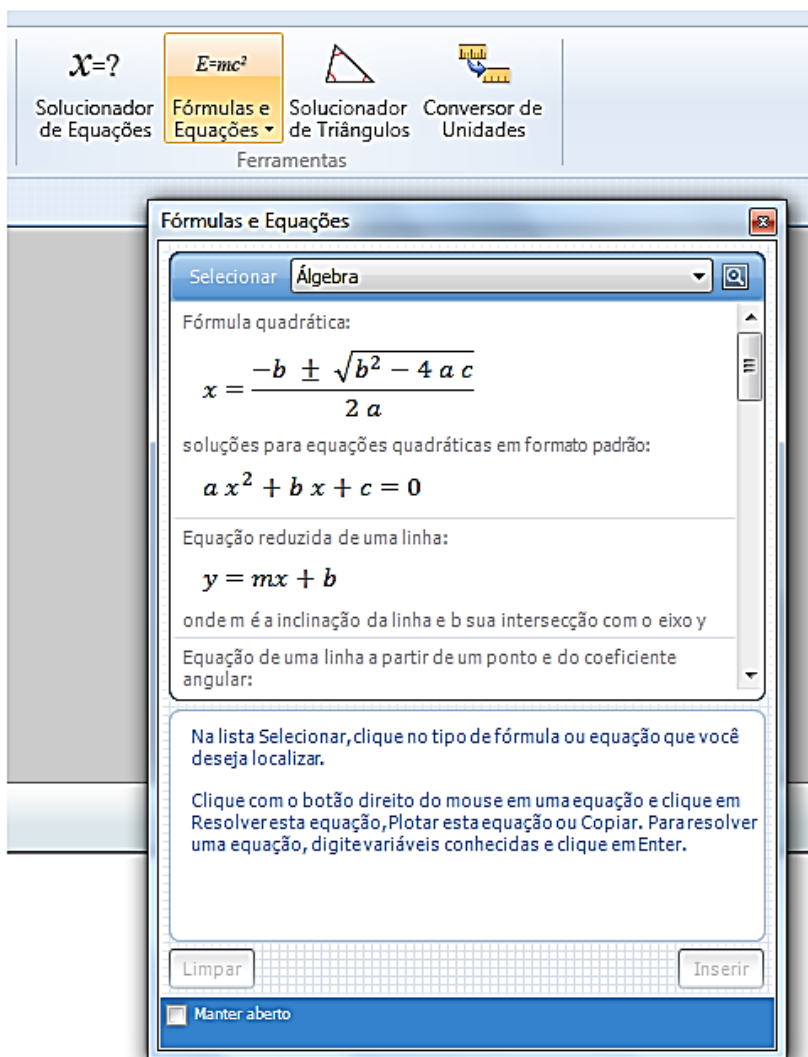 X=?
Solucionador de Equações
E=mc²
Fórmulas e Equações
Solucionador de Triângulos
Conversor de Unidades
Ferramentas
Fórmulas e Equações
Selecionar Álgebra
Fórmula quadrática:
x = (−b ± √(b² − 4 a c)) / (2 a)
soluções para equações quadráticas em formato padrão:
a x² + b x + c = 0
Equação reduzida de uma linha:
y = mx + b
onde m é a inclinação da linha e b sua intersecção com o eixo y
Equação de uma linha a partir de um ponto e do coeficiente
angular:
Na lista Selecionar, clique no tipo de fórmula ou equação que você
deseja localizar.
Clique com o botão direito do mouse em uma equação e clique em
Resolver esta equação, Plotar esta equação ou Copiar. Para resolver
uma equação, digite variáveis conhecidas e clique em Enter.
Limpar
Inserir
Manter aberto